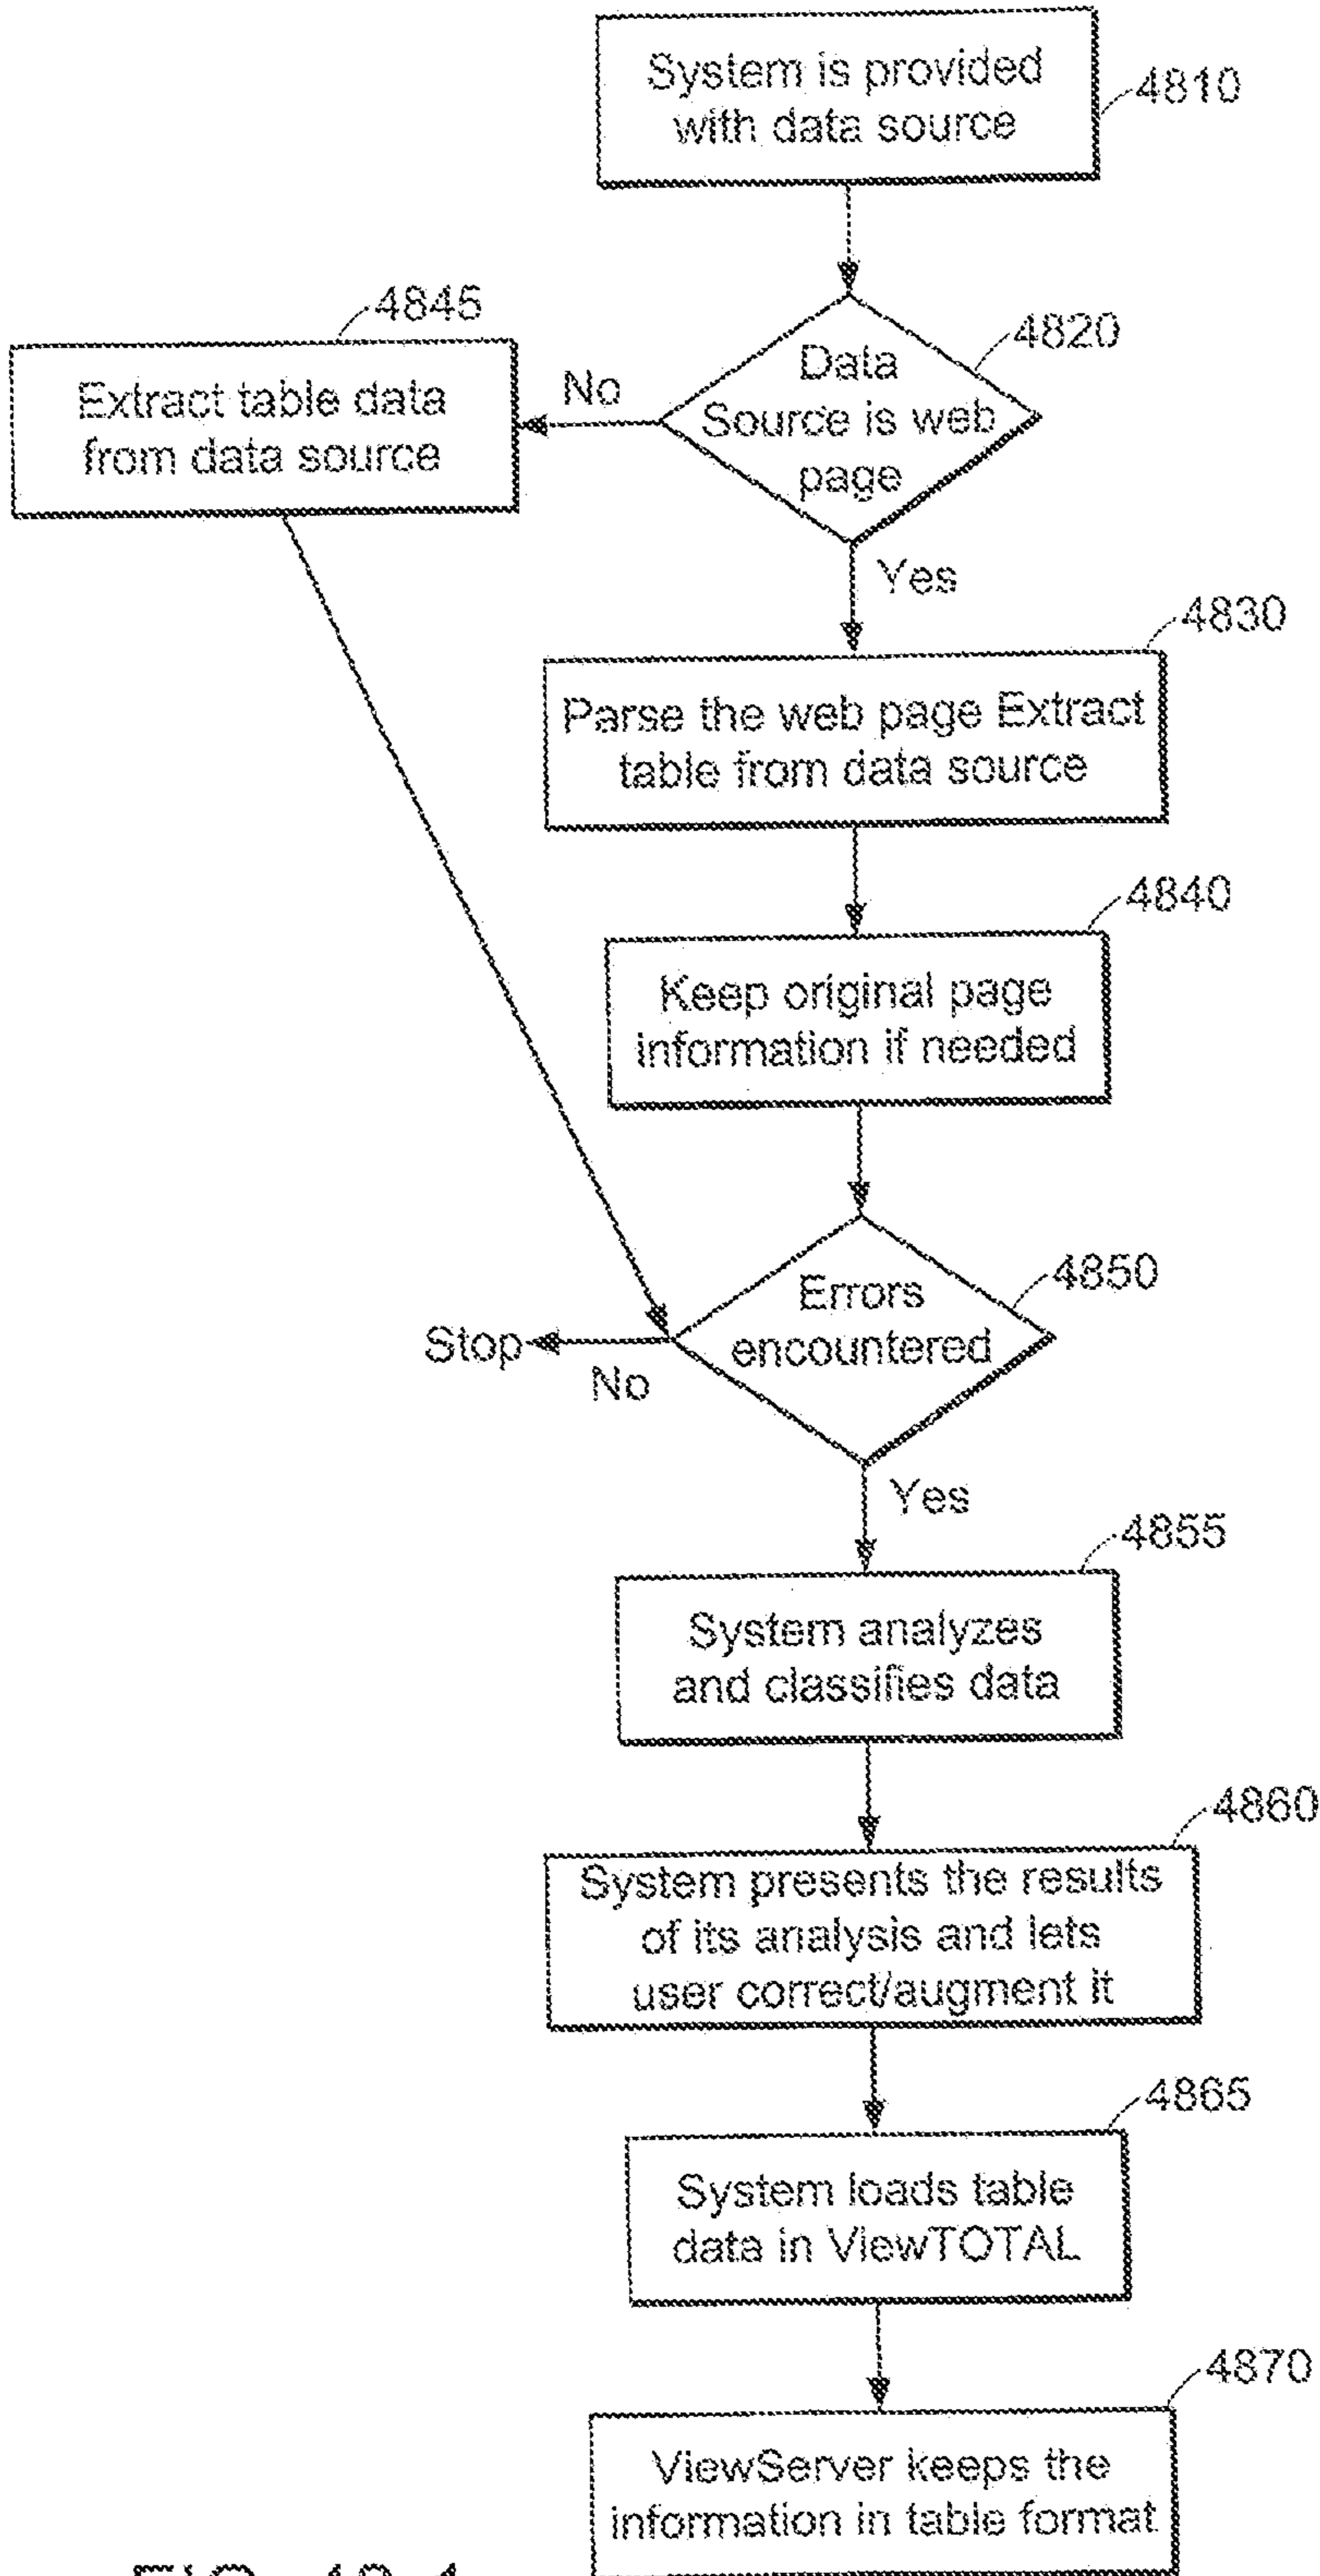 System is provided
with data source
4810
4845
Extract table data
from data source
No
4820
Data
Source is web
page
Yes
4830
Parse the web page Extract
table from data source
4840
Keep original page
information if needed
4850
Errors
encountered
Stop
No
Yes
4855
System analyzes
and classifies data
4860
System presents the results
of its analysis and lets
user correct/augment it
4865
System loads table
data in ViewTOTAL
4870
ViewServer keeps the
information in table format